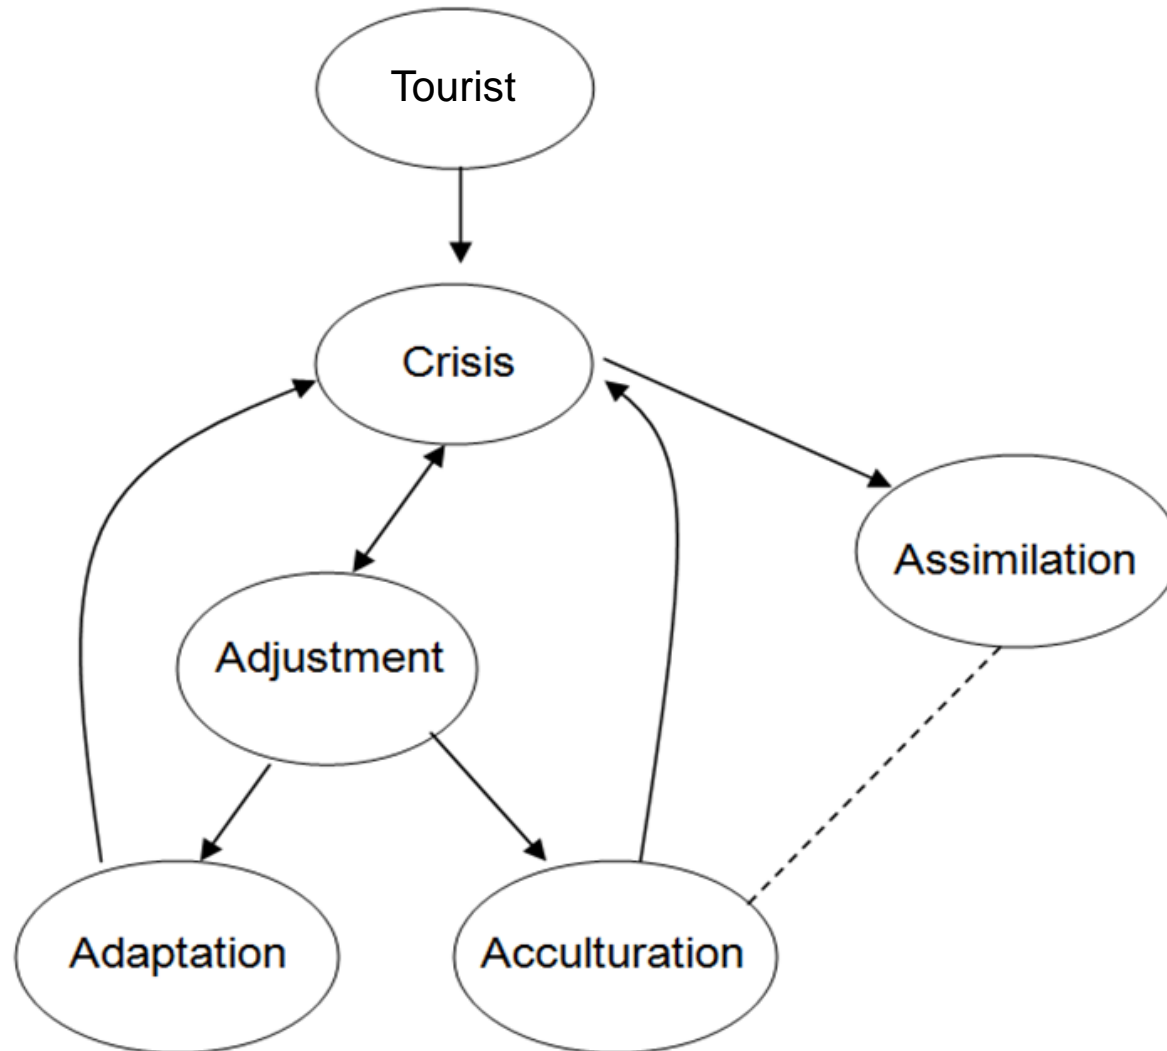 Tourist
Crisis
Assimilation
Adjustment
Adaptation
Acculturation